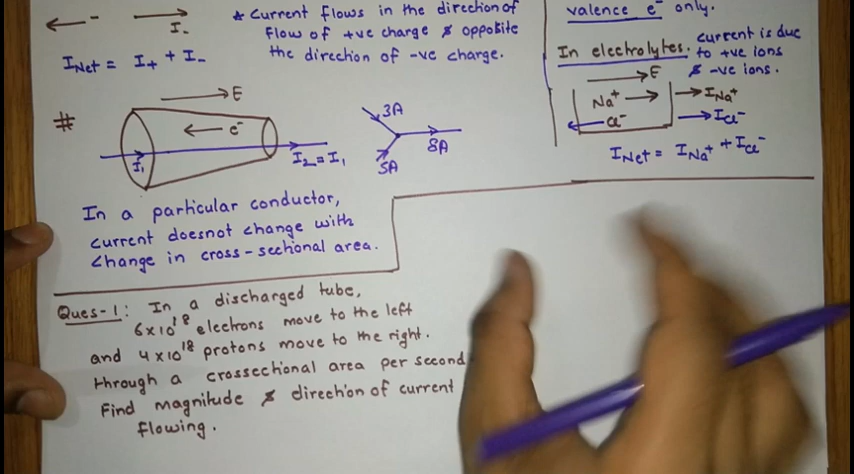 -
I-
INet = I+ + I-
* Current flows in the direction of
flow of +ve charge & opposite
the direction of -ve charge.
valence e⁻ only.
In electrolytes. current is due
to +ve ions
& -ve ions.
E
Na⁺ INa⁺
Cl⁻ ICl⁻
INet = INa⁺ + ICl⁻
#
E
e⁻
I₁
I₂ = I₁
3A
5A
8A
In a particular conductor,
current doesnot change with
change in cross-sectional area.
Ques-1: In a discharged tube,
6x10¹⁸ electrons move to the left
and 4x10¹⁸ protons move to the right.
through a crossectional area per second
Find magnitude & direction of current
flowing.